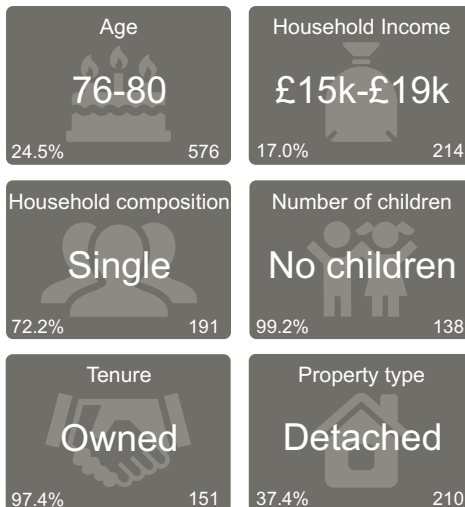 Age
76-80
24.5% 576
Household Income
£15k-£19k
17.0% 214
Household composition
Single
72.2% 191
Number of children
No children
99.2% 138
Tenure
Owned
97.4% 151
Property type
Detached
37.4% 210